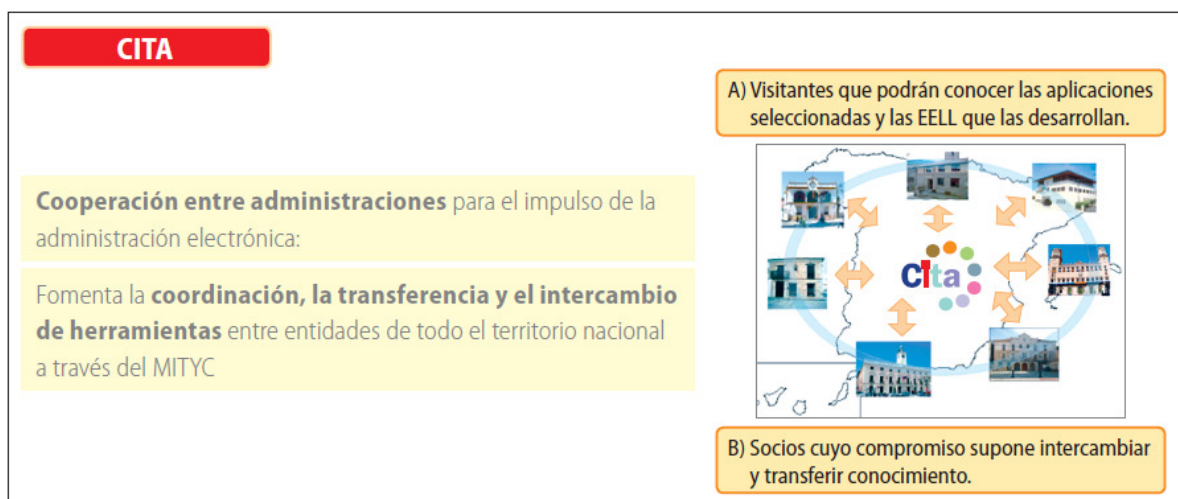 CITA
Cooperación entre administraciones para el impulso de la
administración electrónica:
Fomenta la coordinación, la transferencia y el intercambio
de herramientas entre entidades de todo el territorio nacional
a través del MITYC
A) Visitantes que podrán conocer las aplicaciones
seleccionadas y las EELL que las desarrollan.
cita
B) Socios cuyo compromiso supone intercambiar
y transferir conocimiento.